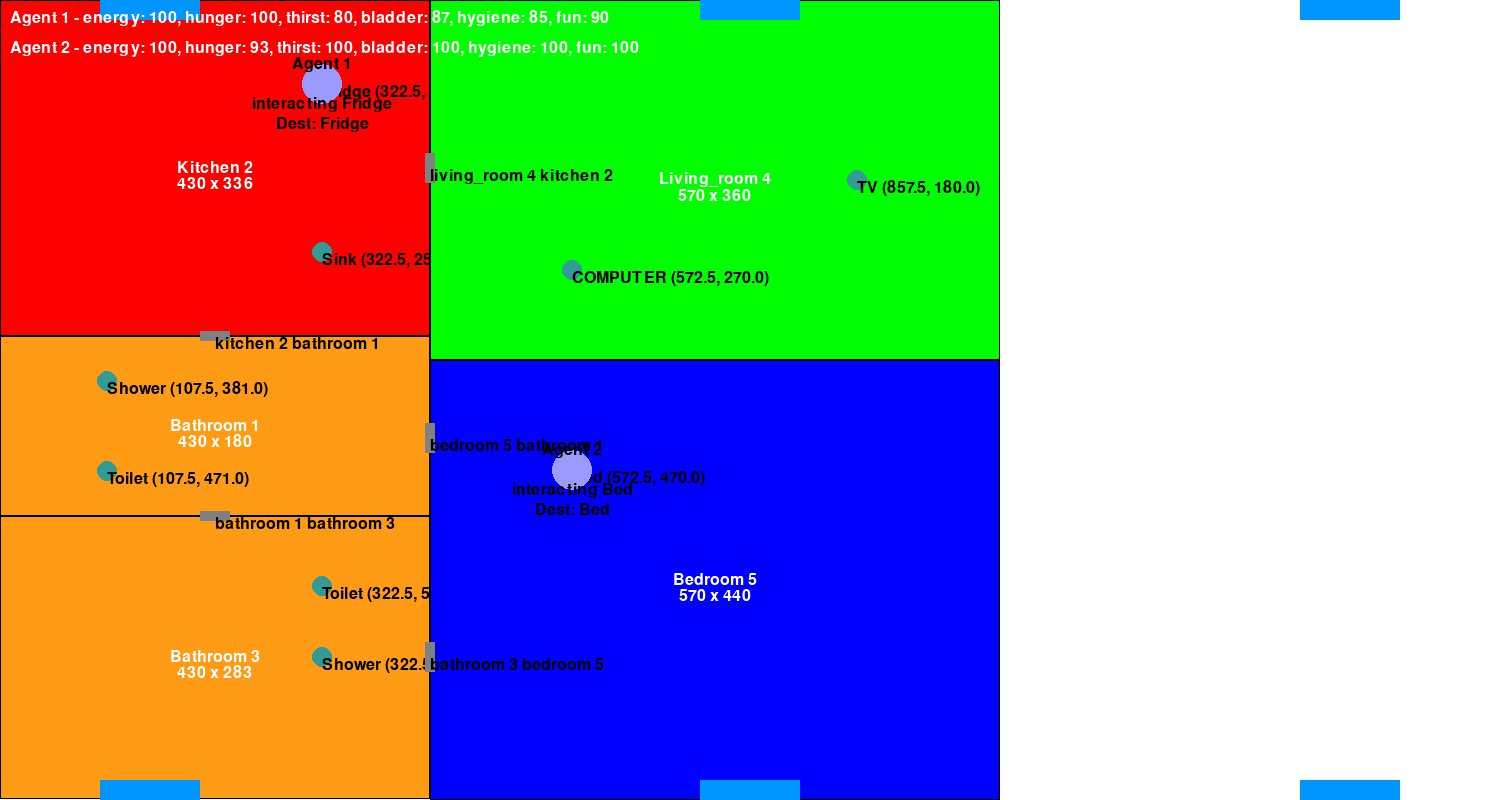 Agent 1 - energy: 100, hunger: 100, thirst: 80, bladder: 87, hygiene: 85, fun: 90
Agent 2 - energy: 100, hunger: 93, thirst: 100, bladder: 100, hygiene: 100, fun: 100
Agent 1
(322.5,
interacting Fridge
Dest: Fridge
Kitchen 2
430 x 336
living_room 4 kitchen 2
Living_room 4
570 x 360
TV (857.5, 180.0)
Sink (322.5, 25
COMPUTER (572.5, 270.0)
kitchen 2 bathroom 1
Shower (107.5, 381.0)
Bathroom 1
430 x 180
bedroom 5 bathroom 1
Agent 2
Toilet (107.5, 471.0)
(572.5, 470.0)
interacting Bed
Dest: Bed
bathroom 1 bathroom 3
Bedroom 5
570 x 440
Toilet (322.5, 5
Bathroom 3
430 x 283
Shower (322.5
bathroom 3 bedroom 5